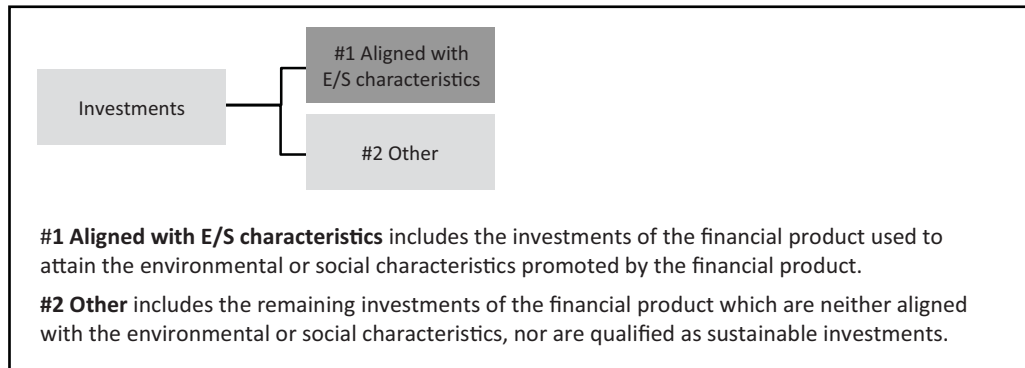 #1 Aligned with
E/S characteristics
Investments
#2 Other
#1 Aligned with E/S characteristics includes the investments of the financial product used to
attain the environmental or social characteristics promoted by the financial product.
#2 Other includes the remaining investments of the financial product which are neither aligned
with the environmental or social characteristics, nor are qualified as sustainable investments.